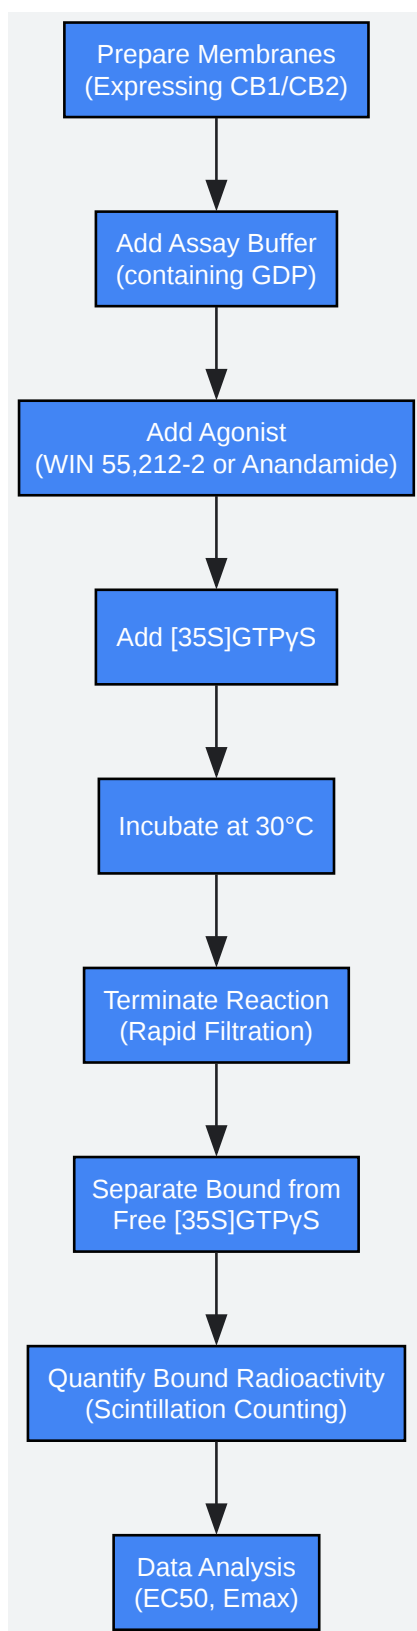 Prepare Membranes
(Expressing CB1/CB2)
Add Assay Buffer
(containing GDP)
Add Agonist
(WIN 55,212-2 or Anandamide)
Add [35S]GTPγS
Incubate at 30°C
Terminate Reaction
(Rapid Filtration)
Separate Bound from
Free [35S]GTPγS
Quantify Bound Radioactivity
(Scintillation Counting)
Data Analysis
(EC50, Emax)